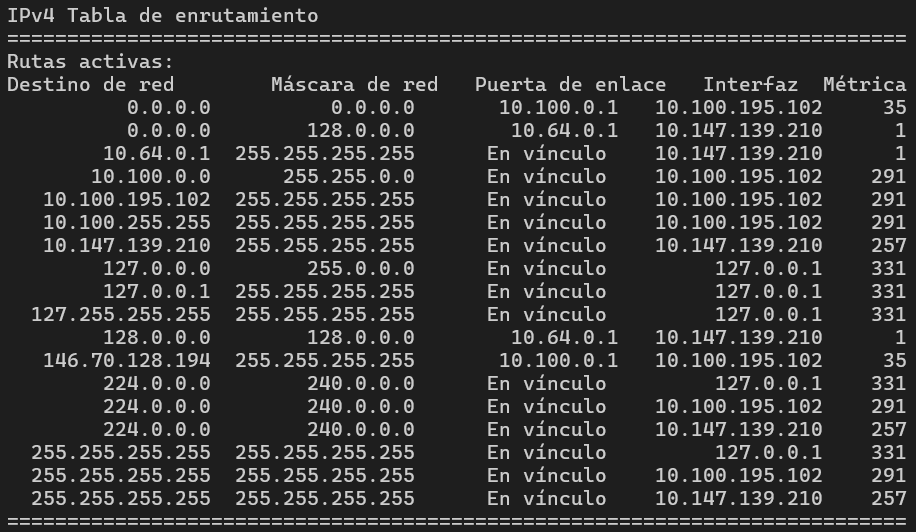 IPv4 Tabla de enrutamiento
===========================================================================
Rutas activas:
Destino de red        Máscara de red   Puerta de enlace   Interfaz  Métrica
          0.0.0.0          0.0.0.0       10.100.0.1   10.100.195.102     35
          0.0.0.0        128.0.0.0        10.64.0.1   10.147.139.210      1
        10.64.0.1  255.255.255.255      En vínculo    10.147.139.210      1
       10.100.0.0      255.255.0.0      En vínculo    10.100.195.102    291
   10.100.195.102  255.255.255.255      En vínculo    10.100.195.102    291
   10.100.255.255  255.255.255.255      En vínculo    10.100.195.102    291
   10.147.139.210  255.255.255.255      En vínculo    10.147.139.210    257
        127.0.0.0        255.0.0.0      En vínculo         127.0.0.1    331
        127.0.0.1  255.255.255.255      En vínculo         127.0.0.1    331
  127.255.255.255  255.255.255.255      En vínculo         127.0.0.1    331
        128.0.0.0        128.0.0.0        10.64.0.1   10.147.139.210      1
   146.70.128.194  255.255.255.255       10.100.0.1   10.100.195.102     35
        224.0.0.0        240.0.0.0      En vínculo         127.0.0.1    331
        224.0.0.0        240.0.0.0      En vínculo    10.100.195.102    291
        224.0.0.0        240.0.0.0      En vínculo    10.147.139.210    257
  255.255.255.255  255.255.255.255      En vínculo         127.0.0.1    331
  255.255.255.255  255.255.255.255      En vínculo    10.100.195.102    291
  255.255.255.255  255.255.255.255      En vínculo    10.147.139.210    257
===========================================================================